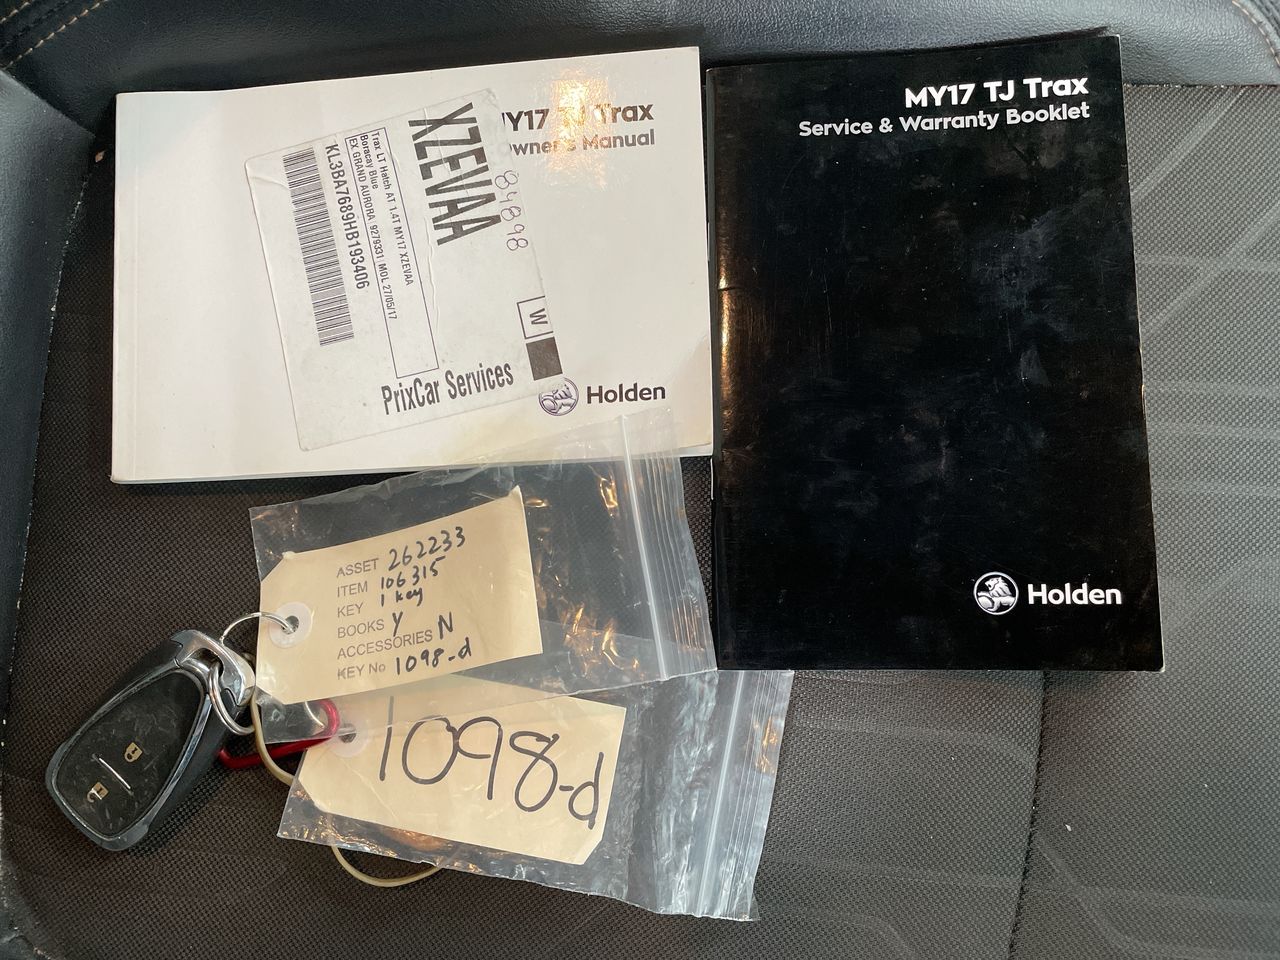 MY17 TJ Trax
Owner's Manual
XZEVAA
84898
Trax LT Hatch AT 1.4T MY17 XZEVAA
Boracay Blue
EX GRAND AURORA 9279331 MOL 27/05/17
KL3BA7689HB193406
W
PrixCar Services
Holden
MY17 TJ Trax
Service & Warranty Booklet
Holden
ASSET 262233
ITEM 106315
KEY 1 key
BOOKS Y
ACCESSORIES N
KEY No 1098-d
1098-d